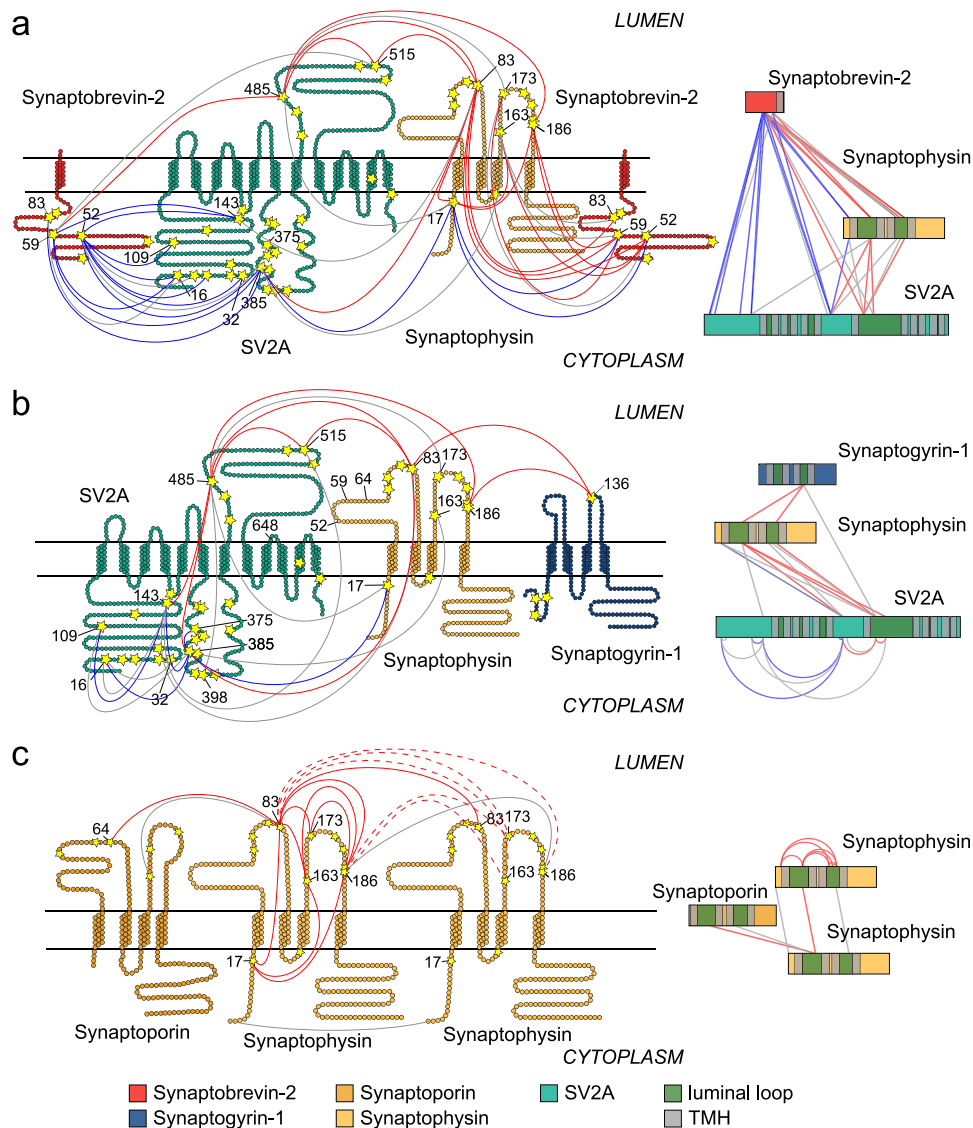 a
LUMEN
515
83
173
485
Synaptobrevin-2
Synaptobrevin-2
163
186
83
143
52
17
83
59
52
59
375
109
16
32
385
SV2A
Synaptophysin
CYTOPLASM
Synaptobrevin-2
Synaptophysin
SV2A
b
LUMEN
515
485
59
64
83
173
136
SV2A
52
163
186
648
143
17
109
375
385
16
32
398
Synaptophysin
Synaptogyrin-1
CYTOPLASM
Synaptogyrin-1
Synaptophysin
SV2A
c
LUMEN
83
64
173
83
173
163
186
163
186
17
17
Synaptoporin
Synaptophysin
Synaptophysin
CYTOPLASM
Synaptophysin
Synaptoporin
Synaptophysin
Synaptobrevin-2
Synaptoporin
SV2A
luminal loop
Synaptogyrin-1
Synaptophysin
TMH